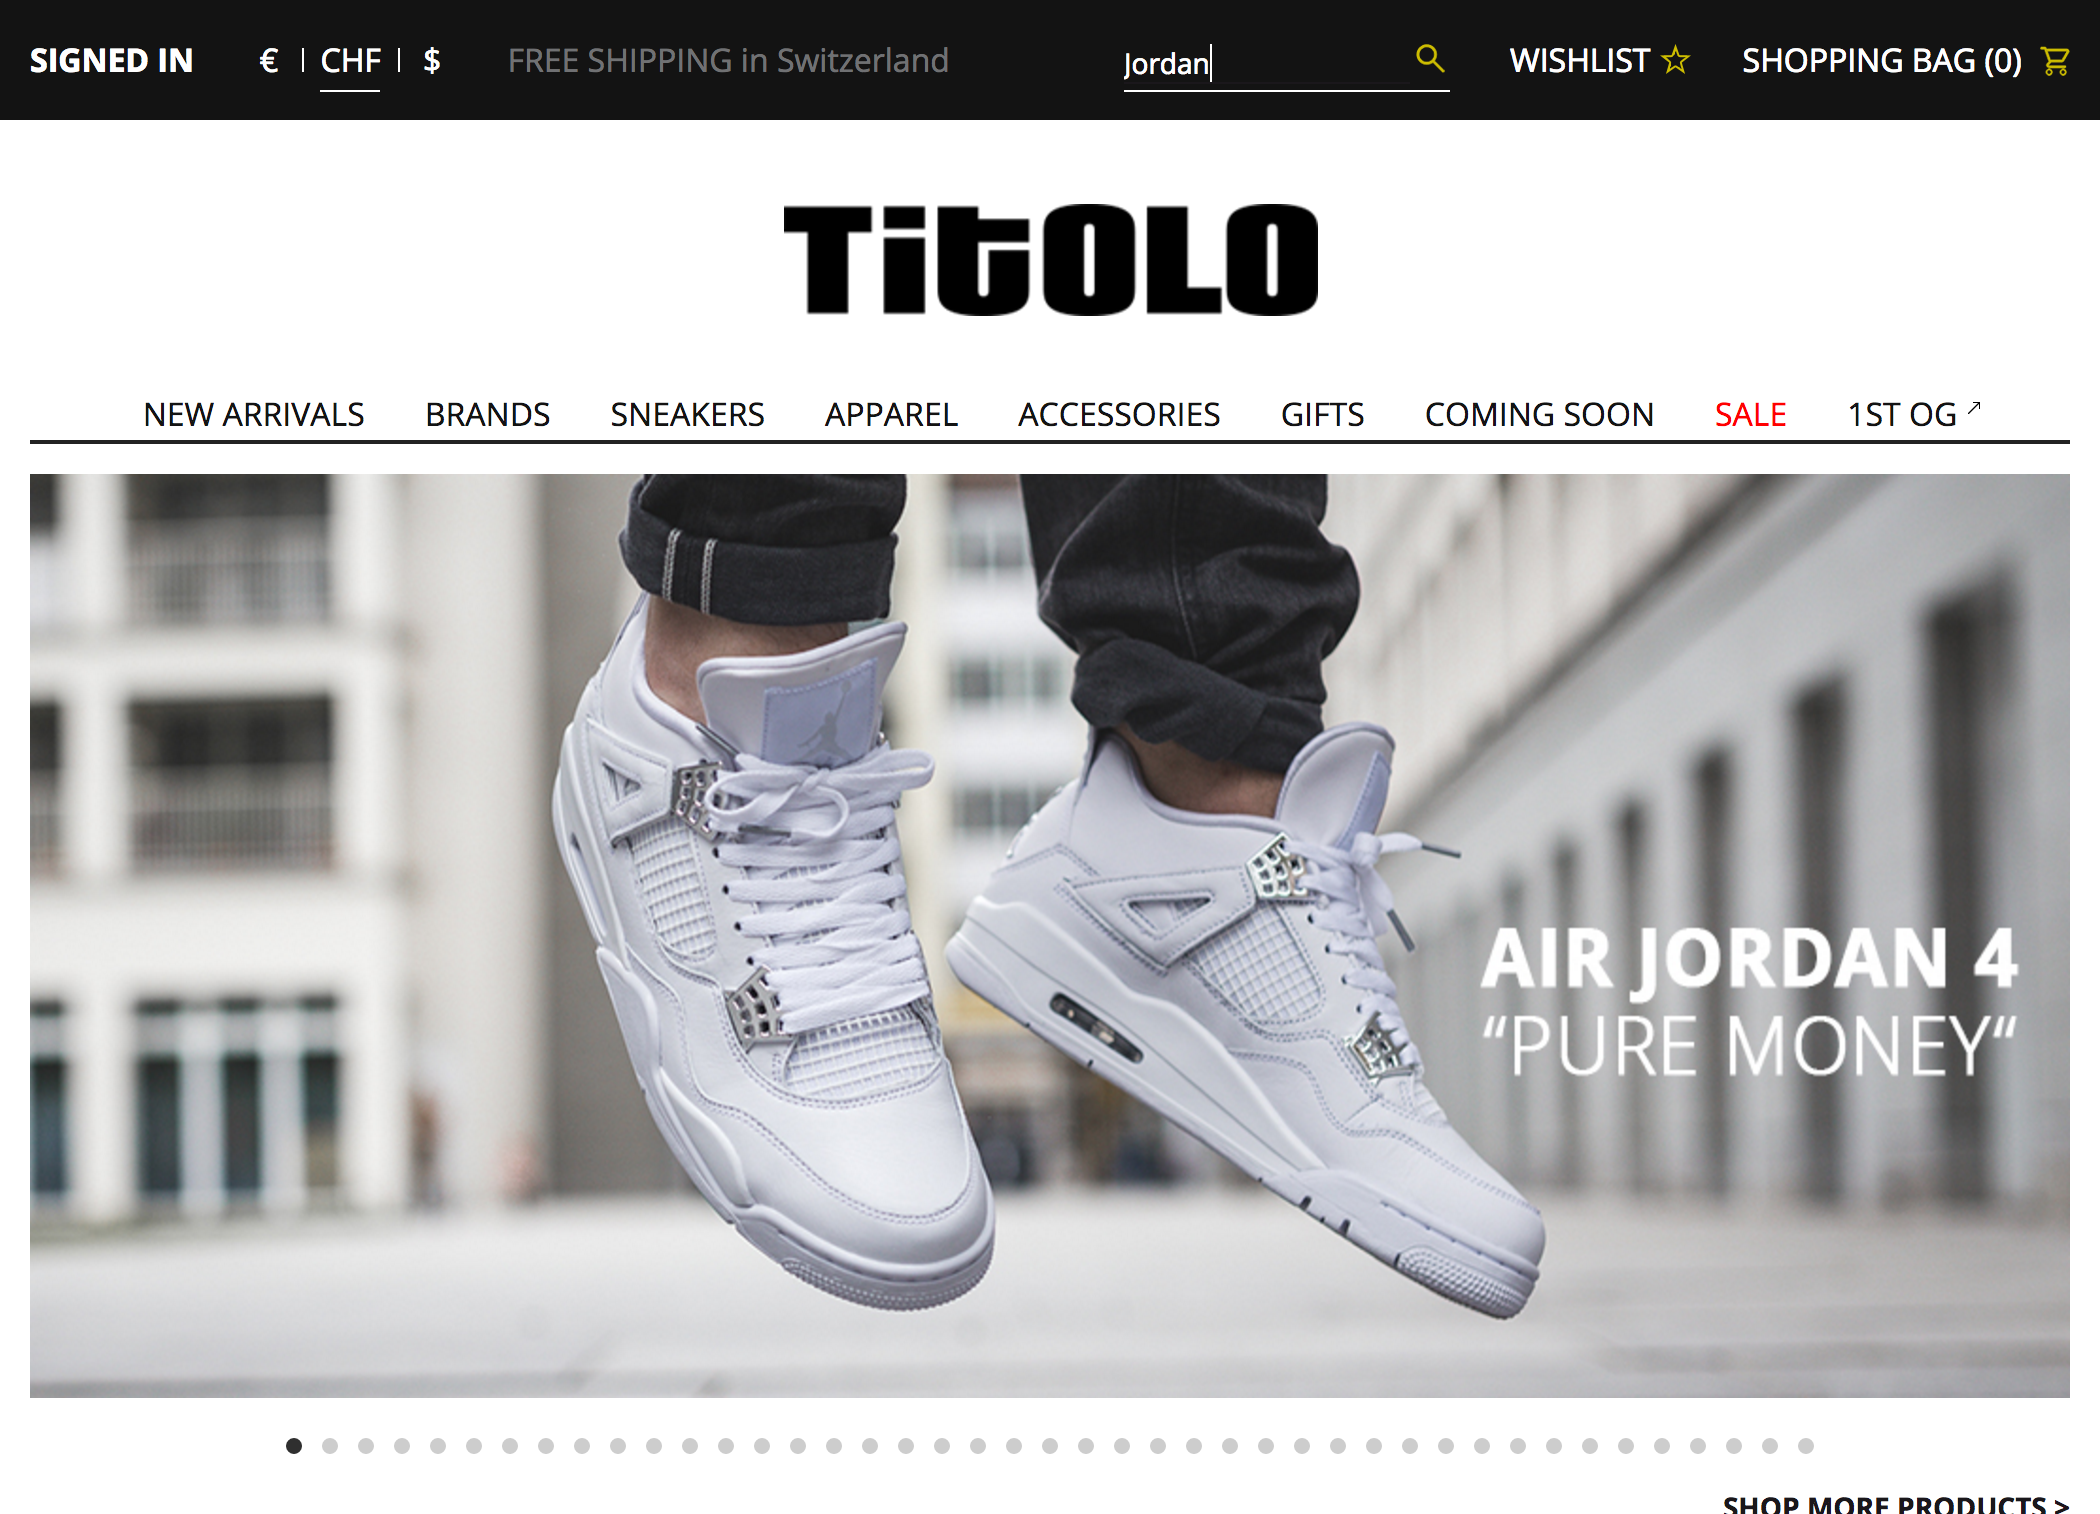 SIGNED IN € | CHF | $ FREE SHIPPING in Switzerland Jordan WISHLIST SHOPPING BAG (0)
TitOLO
NEW ARRIVALS BRANDS SNEAKERS APPAREL ACCESSORIES GIFTS COMING SOON SALE 1ST OG ↗
AIR JORDAN 4
“PURE MONEY“
SHOP MORE PRODUCTS >